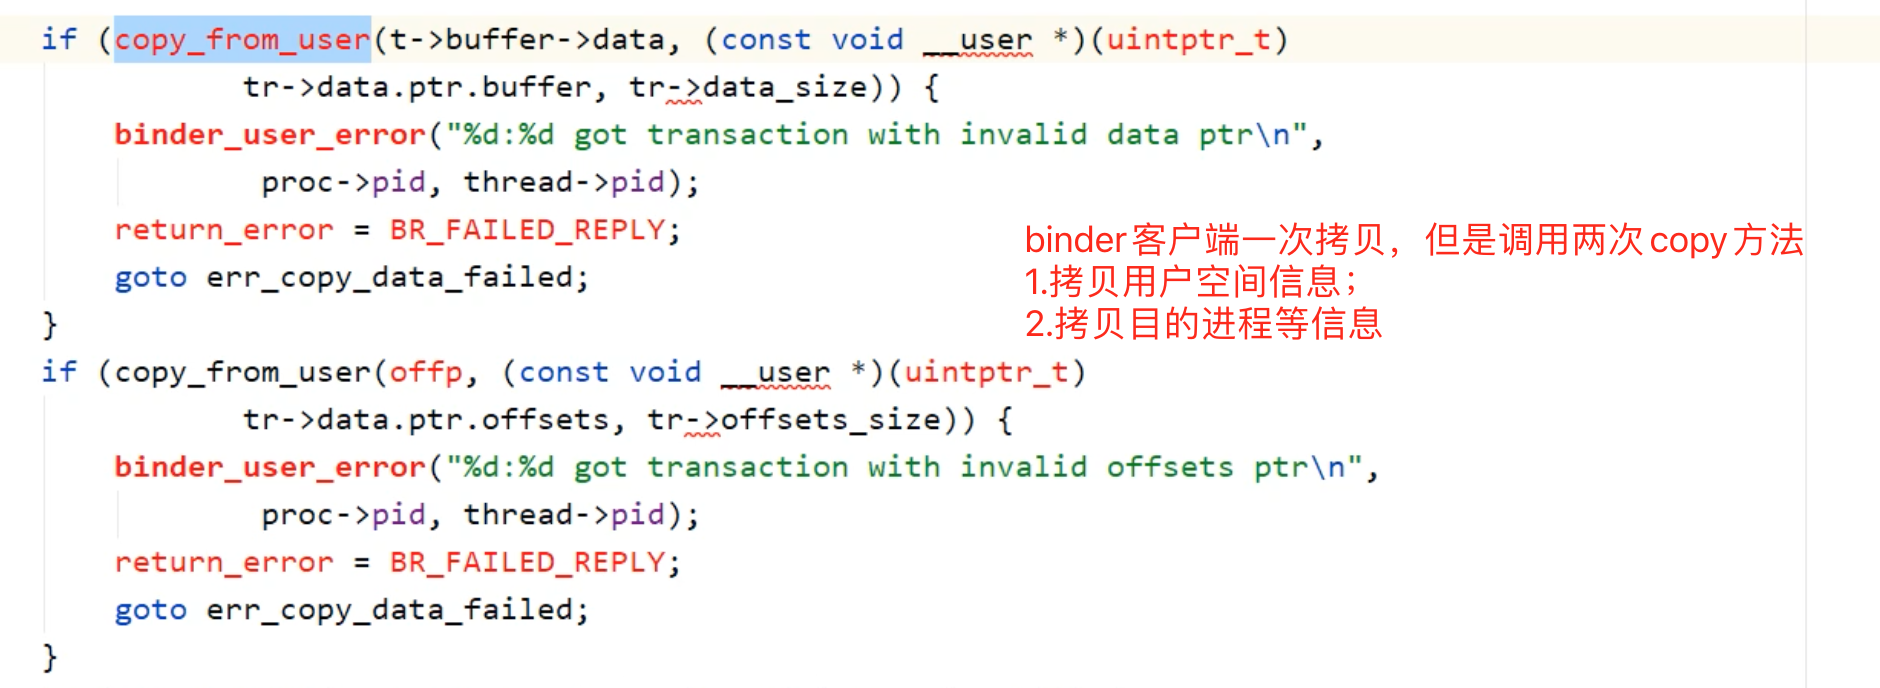 if (copy_from_user(t->buffer->data, (const void __user *)(uintptr_t)
tr->data.ptr.buffer, tr->data_size)) {
binder_user_error("%d:%d got transaction with invalid data ptr\n",
proc->pid, thread->pid);
return_error = BR_FAILED_REPLY;
goto err_copy_data_failed;
}
binder客户端一次拷贝，但是调用两次copy方法
1.拷贝用户空间信息；
2.拷贝目的进程等信息
if (copy_from_user(offp, (const void __user *)(uintptr_t)
tr->data.ptr.offsets, tr->offsets_size)) {
binder_user_error("%d:%d got transaction with invalid offsets ptr\n",
proc->pid, thread->pid);
return_error = BR_FAILED_REPLY;
goto err_copy_data_failed;
}